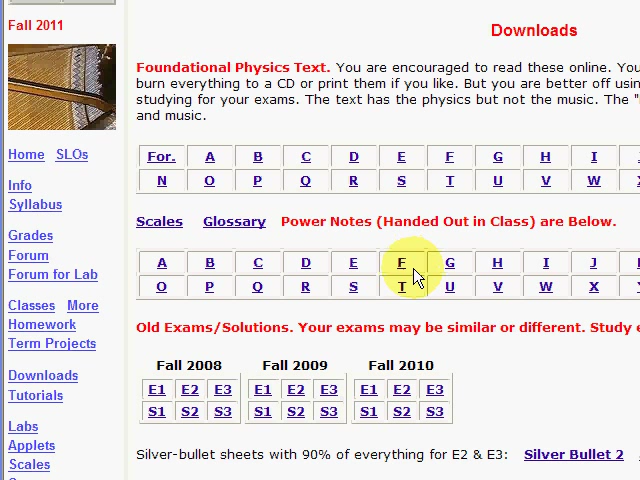 Fall 2011
Home SLOs
Info
Syllabus
Grades
Forum
Forum for Lab
Classes More
Homework
Term Projects
Downloads
Tutorials
Labs
Applets
Scales
Downloads
Foundational Physics Text. You are encouraged to read these online. You
burn everything to a CD or print them if you like. But you are better off
studying for your exams. The text has the physics but not the music. The
and music.
For. A B C D E F G H I
N O P Q R S T U V W
Scales Glossary Power Notes (Handed Out in Class) are Below.
A B C D E F G H I J
O P Q R S T U V W X
Old Exams/Solutions. Your exams may be similar or different. Study
Fall 2008 Fall 2009 Fall 2010
E1 E2 E3 E1 E2 E3 E1 E2 E3
S1 S2 S3 S1 S2 S3 S1 S2 S3
Silver-bullet sheets with 90% of everything for E2 & E3: Silver Bullet 2